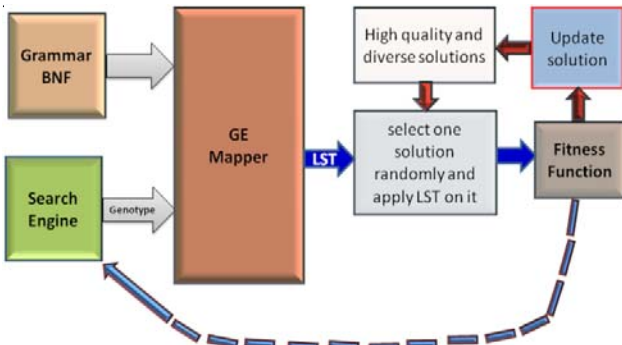 Grammar
BNF
Search
Engine
Genotype
GE
Mapper
LST
High quality and
diverse solutions
select one
solution
randomly and
apply LST on it
Update
solution
Fitness
Function